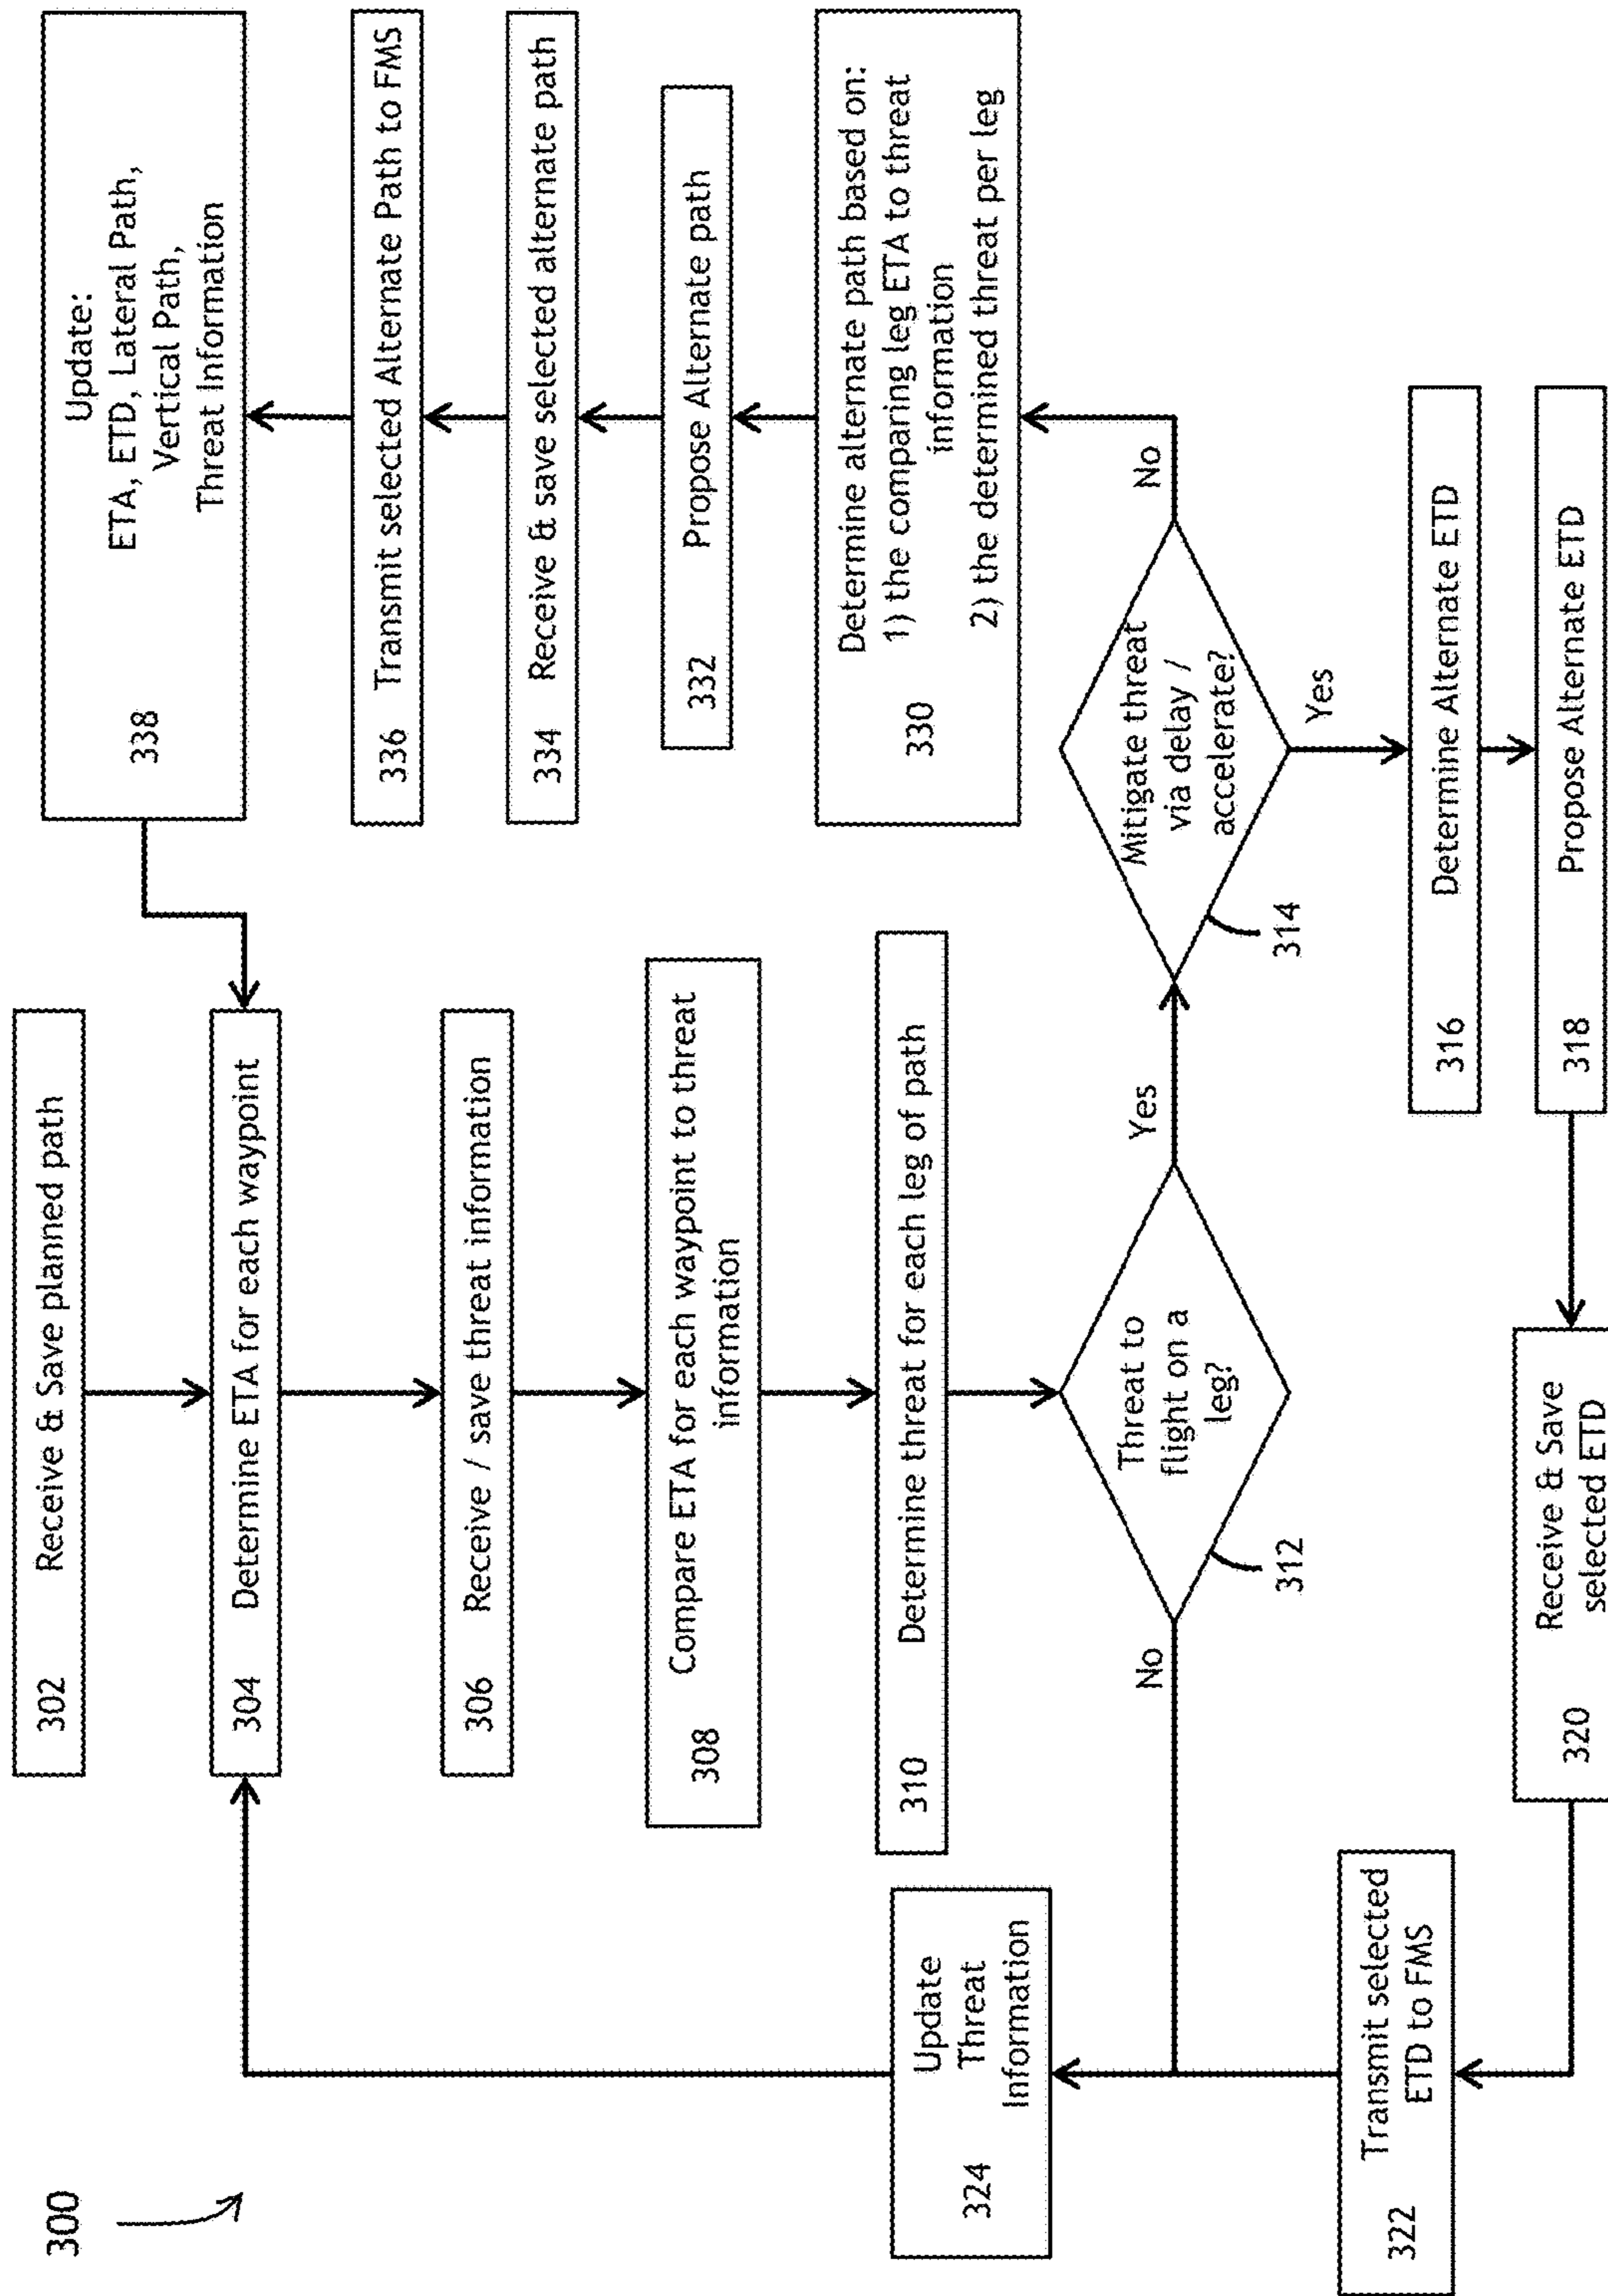 300
302 Receive & Save planned path
304 Determine ETA for each waypoint
306 Receive / save threat information
308 Compare ETA for each waypoint to threat
information
310 Determine threat for each leg of path
Threat to
flight on a
leg?
312
No
Yes
Mitigate threat
via delay /
accelerate?
314
Yes
No
316 Determine Alternate ETD
318 Propose Alternate ETD
320 Receive & Save
selected ETD
322 Transmit selected
ETD to FMS
324 Update
Threat
Information
330 Determine alternate path based on:
1) the comparing leg ETA to threat
information
2) the determined threat per leg
332 Propose Alternate path
334 Receive & save selected alternate path
336 Transmit selected Alternate Path to FMS
338 Update:
ETA, ETD, Lateral Path,
Vertical Path,
Threat Information